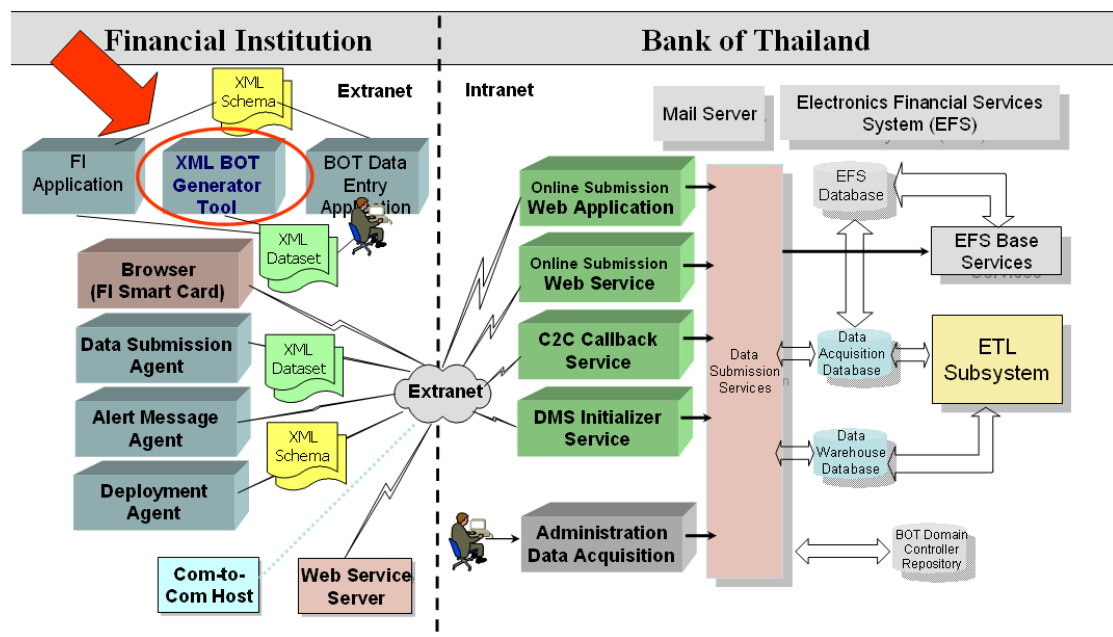 Financial Institution
Bank of Thailand
XML
Schema
Extranet
Intranet
Mail Server
Electronics Financial Services
System (EFS)
FI
Application
XML BOT
Generator
Tool
BOT Data
Entry
Application
XML
Dataset
Browser
(FI Smart Card)
Data Submission
Agent
XML
Dataset
Alert Message
Agent
XML
Schema
Deployment
Agent
Com-to-
Com Host
Web Service
Server
Extranet
Online Submission
Web Application
Online Submission
Web Service
C2C Callback
Service
DMS Initializer
Service
Administration
Data Acquisition
Data
Submission
Services
EFS
Database
EFS Base
Services
Data
Acquisition
Database
ETL
Subsystem
Data
Warehouse
Database
BOT Domain
Controller
Repository